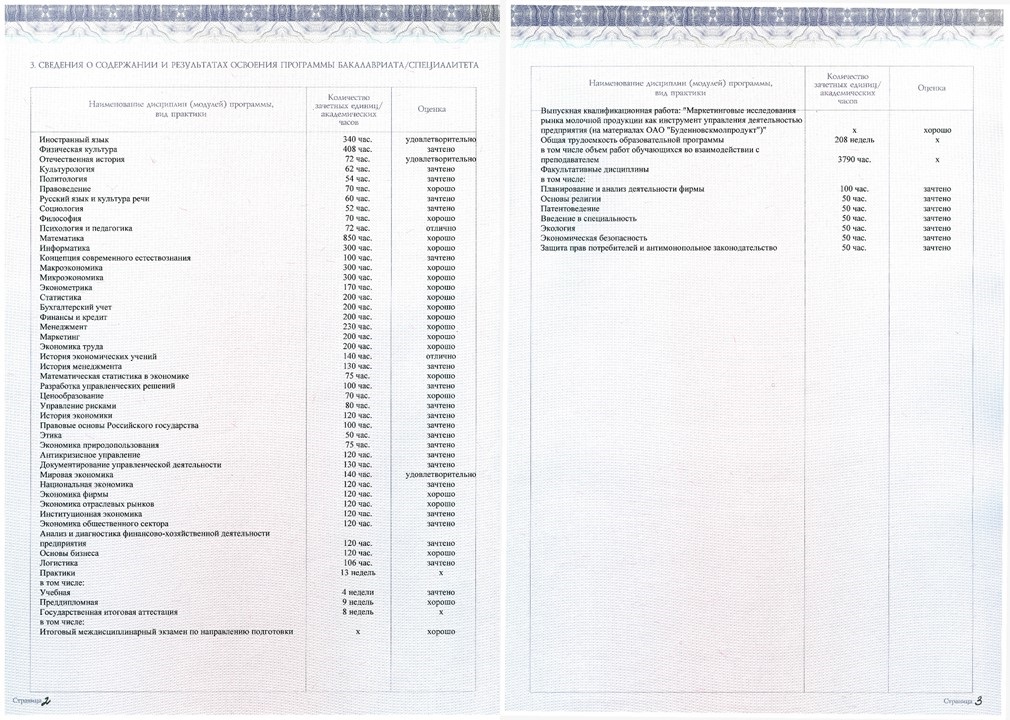 3. СВЕДЕНИЯ О СОДЕРЖАНИИ И РЕЗУЛЬТАТАХ ОСВОЕНИЯ ПРОГРАММЫ БАКАЛАВРИАТА/СПЕЦИАЛИТЕТА
Наименование дисциплин (модулей) программы,
вид практики
Количество
зачетных единиц/
академических
часов
Оценка
Иностранный язык 340 час. удовлетворительно
Физическая культура 408 час. зачтено
Отечественная история 72 час. удовлетворительно
Культурология 62 час. зачтено
Политология 54 час. зачтено
Правоведение 70 час. хорошо
Русский язык и культура речи 60 час. зачтено
Социология 52 час. зачтено
Философия 70 час. хорошо
Психология и педагогика 72 час. отлично
Математика 850 час. хорошо
Информатика 300 час. хорошо
Концепция современного естествознания 100 час. зачтено
Макроэкономика 300 час. хорошо
Микроэкономика 300 час. хорошо
Эконометрика 170 час. хорошо
Статистика 200 час. хорошо
Бухгалтерский учет 200 час. хорошо
Финансы и кредит 200 час. хорошо
Менеджмент 230 час. хорошо
Маркетинг 200 час. хорошо
Экономика труда 200 час. хорошо
История экономических учений 140 час. отлично
История менеджмента 130 час. зачтено
Математическая статистика в экономике 75 час. хорошо
Разработка управленческих решений 100 час. зачтено
Ценообразование 70 час. хорошо
Управление рисками 80 час. зачтено
История экономики 120 час. зачтено
Правовые основы Российского государства 100 час. зачтено
Этика 50 час. зачтено
Экономика природопользования 75 час. зачтено
Антикризисное управление 120 час. зачтено
Документирование управленческой деятельности 130 час. зачтено
Мировая экономика 140 час. удовлетворительно
Национальная экономика 120 час. зачтено
Экономика фирмы 120 час. хорошо
Экономика отраслевых рынков 120 час. хорошо
Институционная экономика 120 час. зачтено
Экономика общественного сектора 120 час. зачтено
Анализ и диагностика финансово-хозяйственной деятельности
предприятия 120 час. зачтено
Основы бизнеса 120 час. хорошо
Логистика 106 час. зачтено
Практики 13 недель х
в том числе:
Учебная 4 недели зачтено
Преддипломная 9 недель хорошо
Государственная итоговая аттестация 8 недель х
в том числе:
Итоговый междисциплинарный экзамен по направлению подготовки х хорошо
Страница 2
Наименование дисциплин (модулей) программы,
вид практики
Количество
зачетных единиц/
академических
часов
Оценка
Выпускная квалификационная работа: "Маркетинговые исследования
рынка молочной продукции как инструмент управления деятельностью
предприятия (на материалах ОАО "Буденновскмолпродукт")" х хорошо
Общая трудоемкость образовательной программы 208 недель х
в том числе объем работ обучающихся во взаимодействии с
преподавателем 3790 час. х
Факультативные дисциплины
в том числе:
Планирование и анализ деятельности фирмы 100 час. зачтено
Основы религии 50 час. зачтено
Патентоведение 50 час. зачтено
Введение в специальность 50 час. зачтено
Экология 50 час. зачтено
Экономическая безопасность 50 час. зачтено
Защита прав потребителей и антимонопольное законодательство 50 час. зачтено
Страница 3